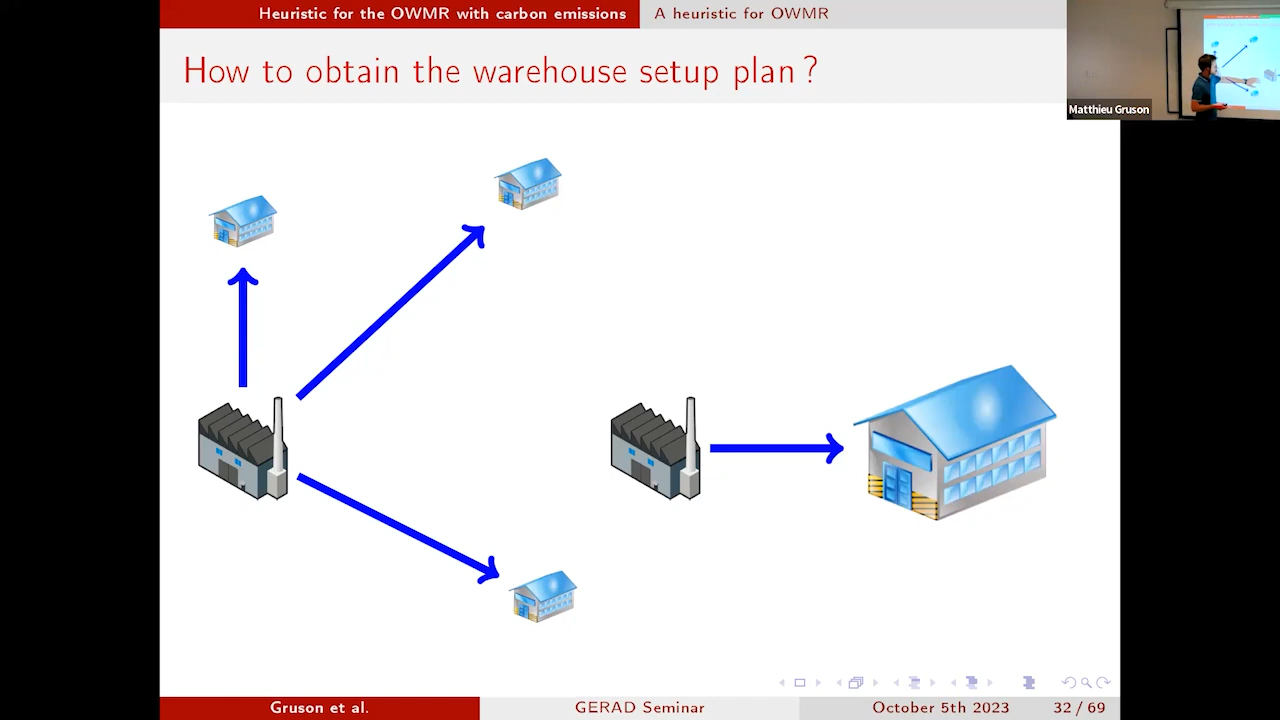 Heuristic for the OWMR with carbon emissions
A heuristic for OWMR
How to obtain the warehouse setup plan ?
Matthieu Gruson
Gruson et al.
GERAD Seminar
October 5th 2023
32 / 69